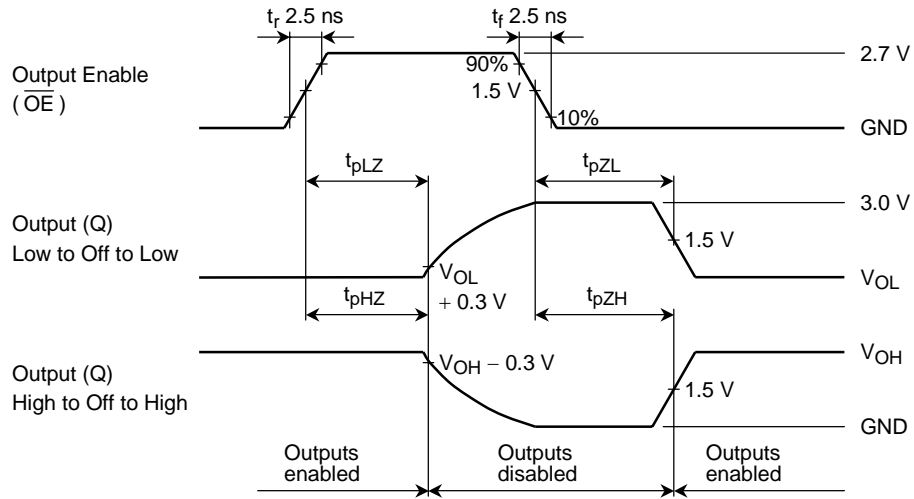 tr 2.5 ns
tf 2.5 ns
Output Enable
( OE )
90%
1.5 V
10%
2.7 V
GND
tpLZ
tpZL
3.0 V
Output (Q)
Low to Off to Low
1.5 V
VOL
+ 0.3 V
VOL
tpHZ
tpZH
VOH
VOH − 0.3 V
Output (Q)
High to Off to High
1.5 V
GND
Outputs
enabled
Outputs
disabled
Outputs
enabled